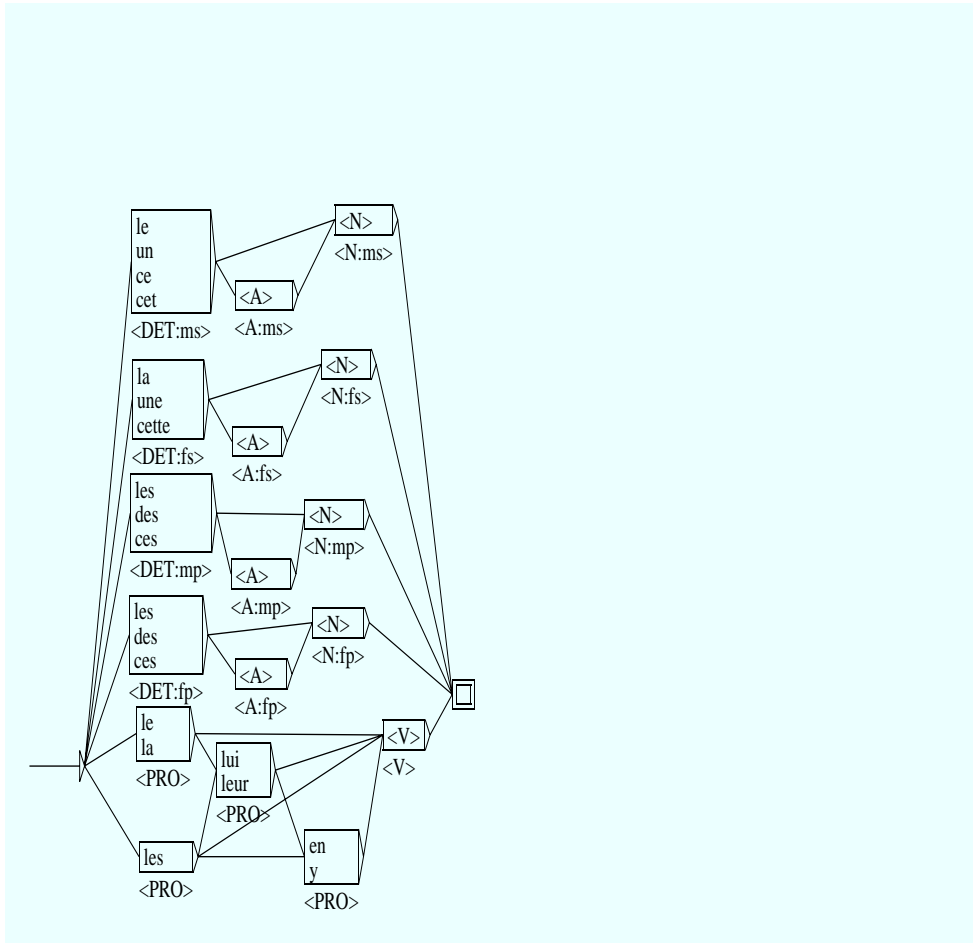 le
un
ce
cet
<DET:ms>
<A>
<A:ms>
<N>
<N:ms>
la
une
cette
<DET:fs>
<A>
<A:fs>
<N>
<N:fs>
les
des
ces
<DET:mp>
<A>
<A:mp>
<N>
<N:mp>
les
des
ces
<DET:fp>
<A>
<A:fp>
<N>
<N:fp>
le
la
<PRO>
lui
leur
<PRO>
<V>
<V>
les
<PRO>
en
y
<PRO>